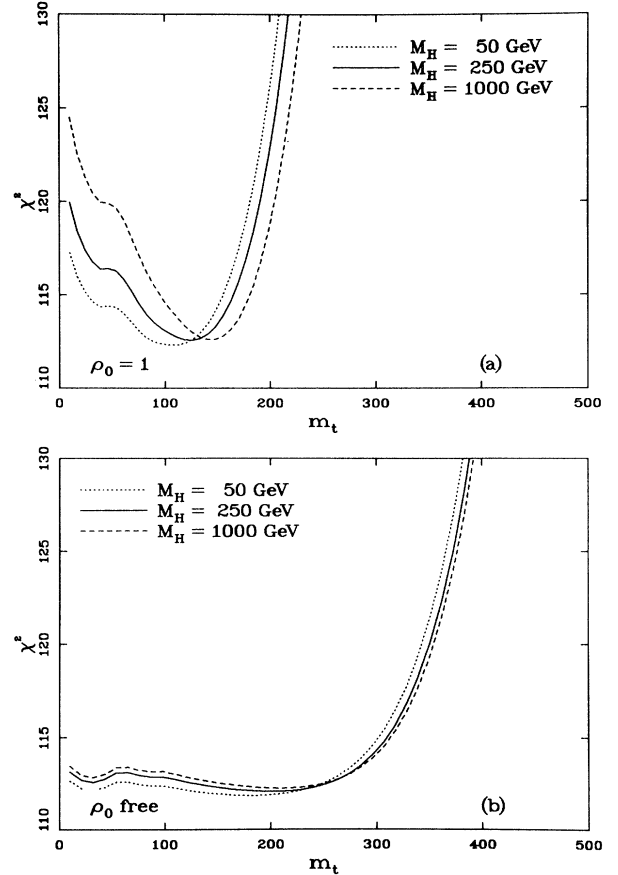 130
125
120
115
110
χ²
M_H = 50 GeV
M_H = 250 GeV
M_H = 1000 GeV
ρ₀ = 1
(a)
0 100 200 300 400 500
m_t
130
125
120
115
110
χ²
M_H = 50 GeV
M_H = 250 GeV
M_H = 1000 GeV
ρ₀ free
(b)
0 100 200 300 400 500
m_t